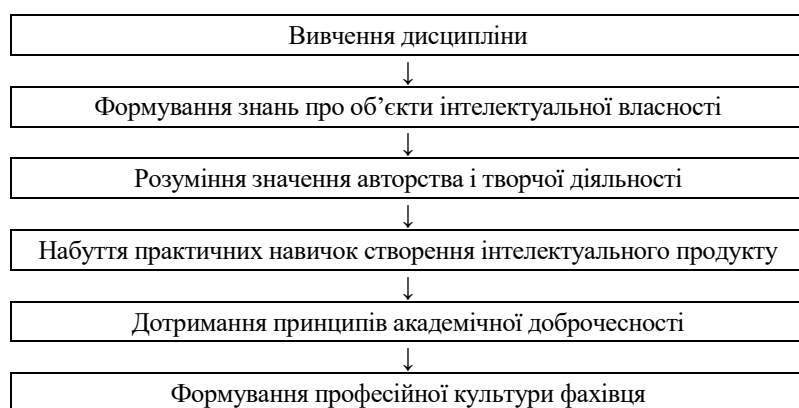 Вивчення дисципліни
↓
Формування знань про об’єкти інтелектуальної власності
↓
Розуміння значення авторства і творчої діяльності
↓
Набуття практичних навичок створення інтелектуального продукту
↓
Дотримання принципів академічної доброчесності
↓
Формування професійної культури фахівця